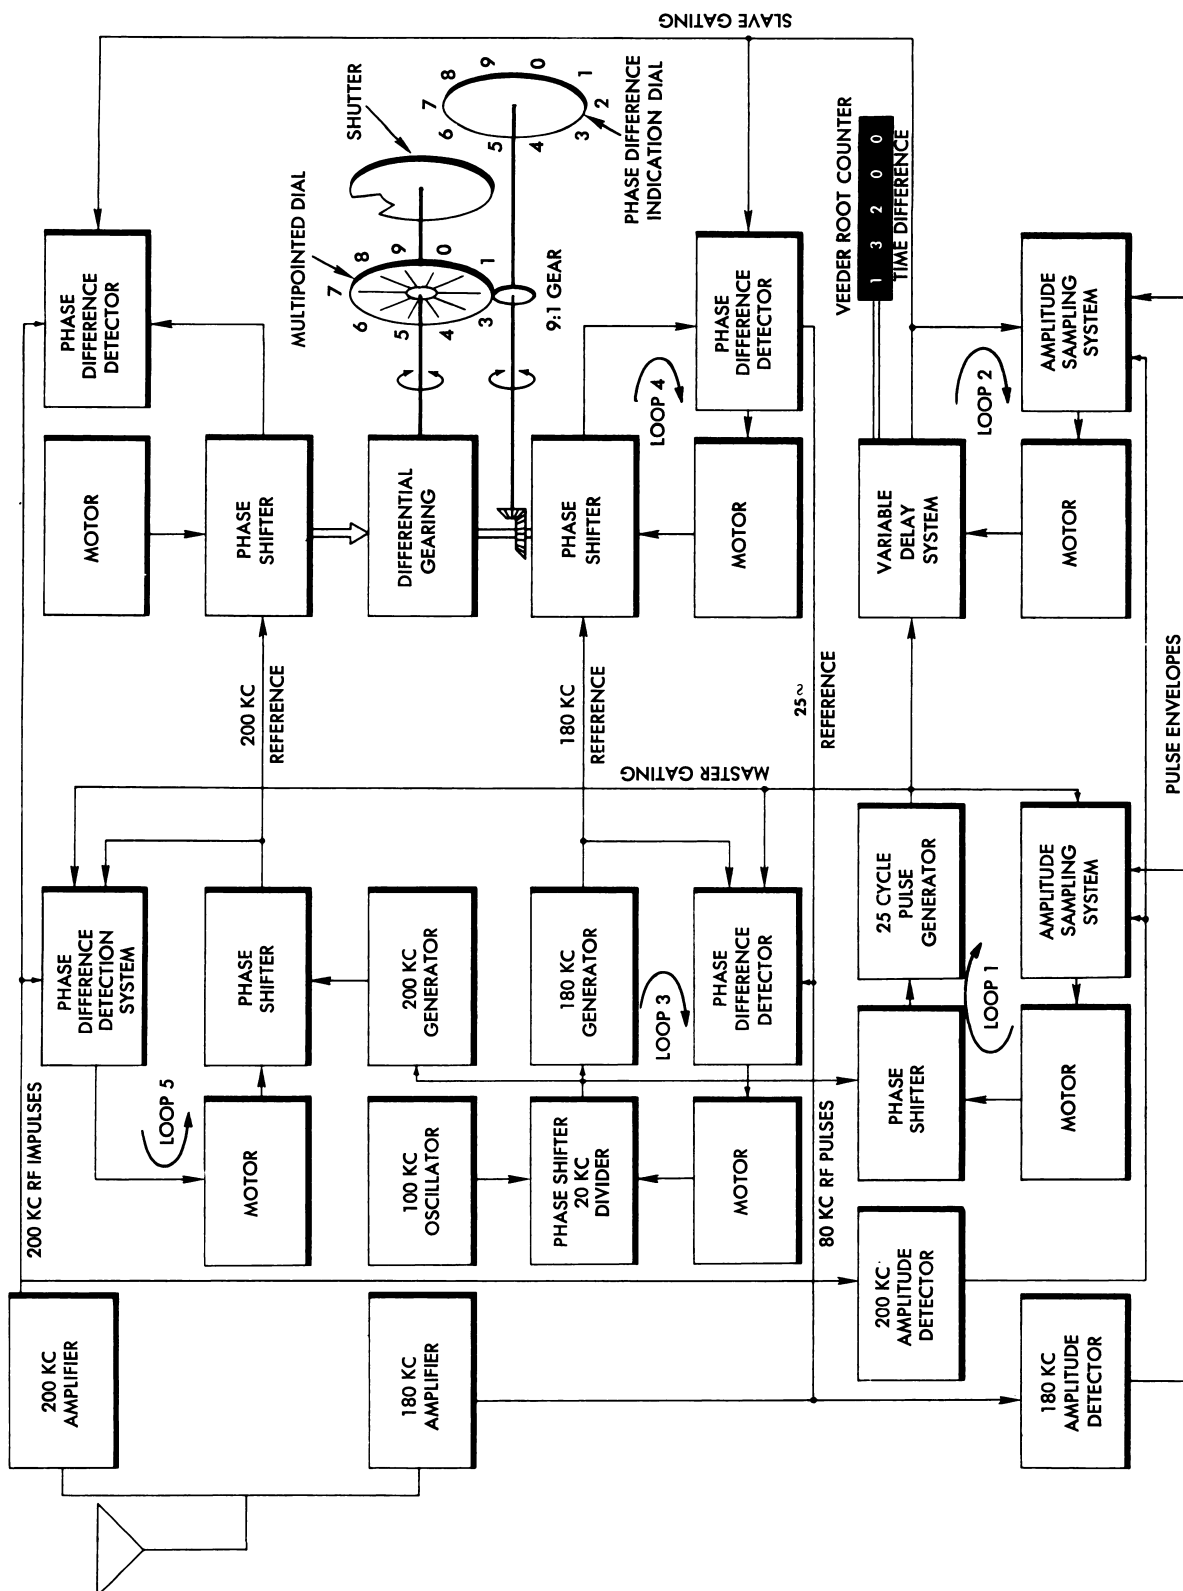 200 KC
AMPLIFIER
200 KC RF IMPULSES
PHASE
DIFFERENCE
DETECTION
SYSTEM
MOTOR
PHASE
DIFFERENCE
DETECTOR
LOOP 5
MOTOR
PHASE
SHIFTER
200 KC
REFERENCE
PHASE
SHIFTER
MULTIPOINTED DIAL
SHUTTER
6 7 8
5 9
4 0
3 1
6 7 8
5 9
4 0
3 2 1
180 KC
AMPLIFIER
100 KC
OSCILLATOR
200 KC
GENERATOR
DIFFERENTIAL
GEARING
9:1 GEAR
PHASE DIFFERENCE
INDICATION DIAL
PHASE SHIFTER
20 KC
DIVIDER
180 KC
GENERATOR
180 KC
REFERENCE
PHASE
SHIFTER
LOOP 3
LOOP 4
MASTER GATING
SLAVE GATING
MOTOR
PHASE
DIFFERENCE
DETECTOR
MOTOR
PHASE
DIFFERENCE
DETECTOR
25~
REFERENCE
80 KC RF PULSES
VEEDER ROOT COUNTER
1 3 2 0 0
TIME DIFFERENCE
200 KC
AMPLITUDE
DETECTOR
PHASE
SHIFTER
25 CYCLE
PULSE
GENERATOR
VARIABLE
DELAY
SYSTEM
LOOP 1
LOOP 2
180 KC
AMPLITUDE
DETECTOR
MOTOR
AMPLITUDE
SAMPLING
SYSTEM
MOTOR
AMPLITUDE
SAMPLING
SYSTEM
PULSE ENVELOPES